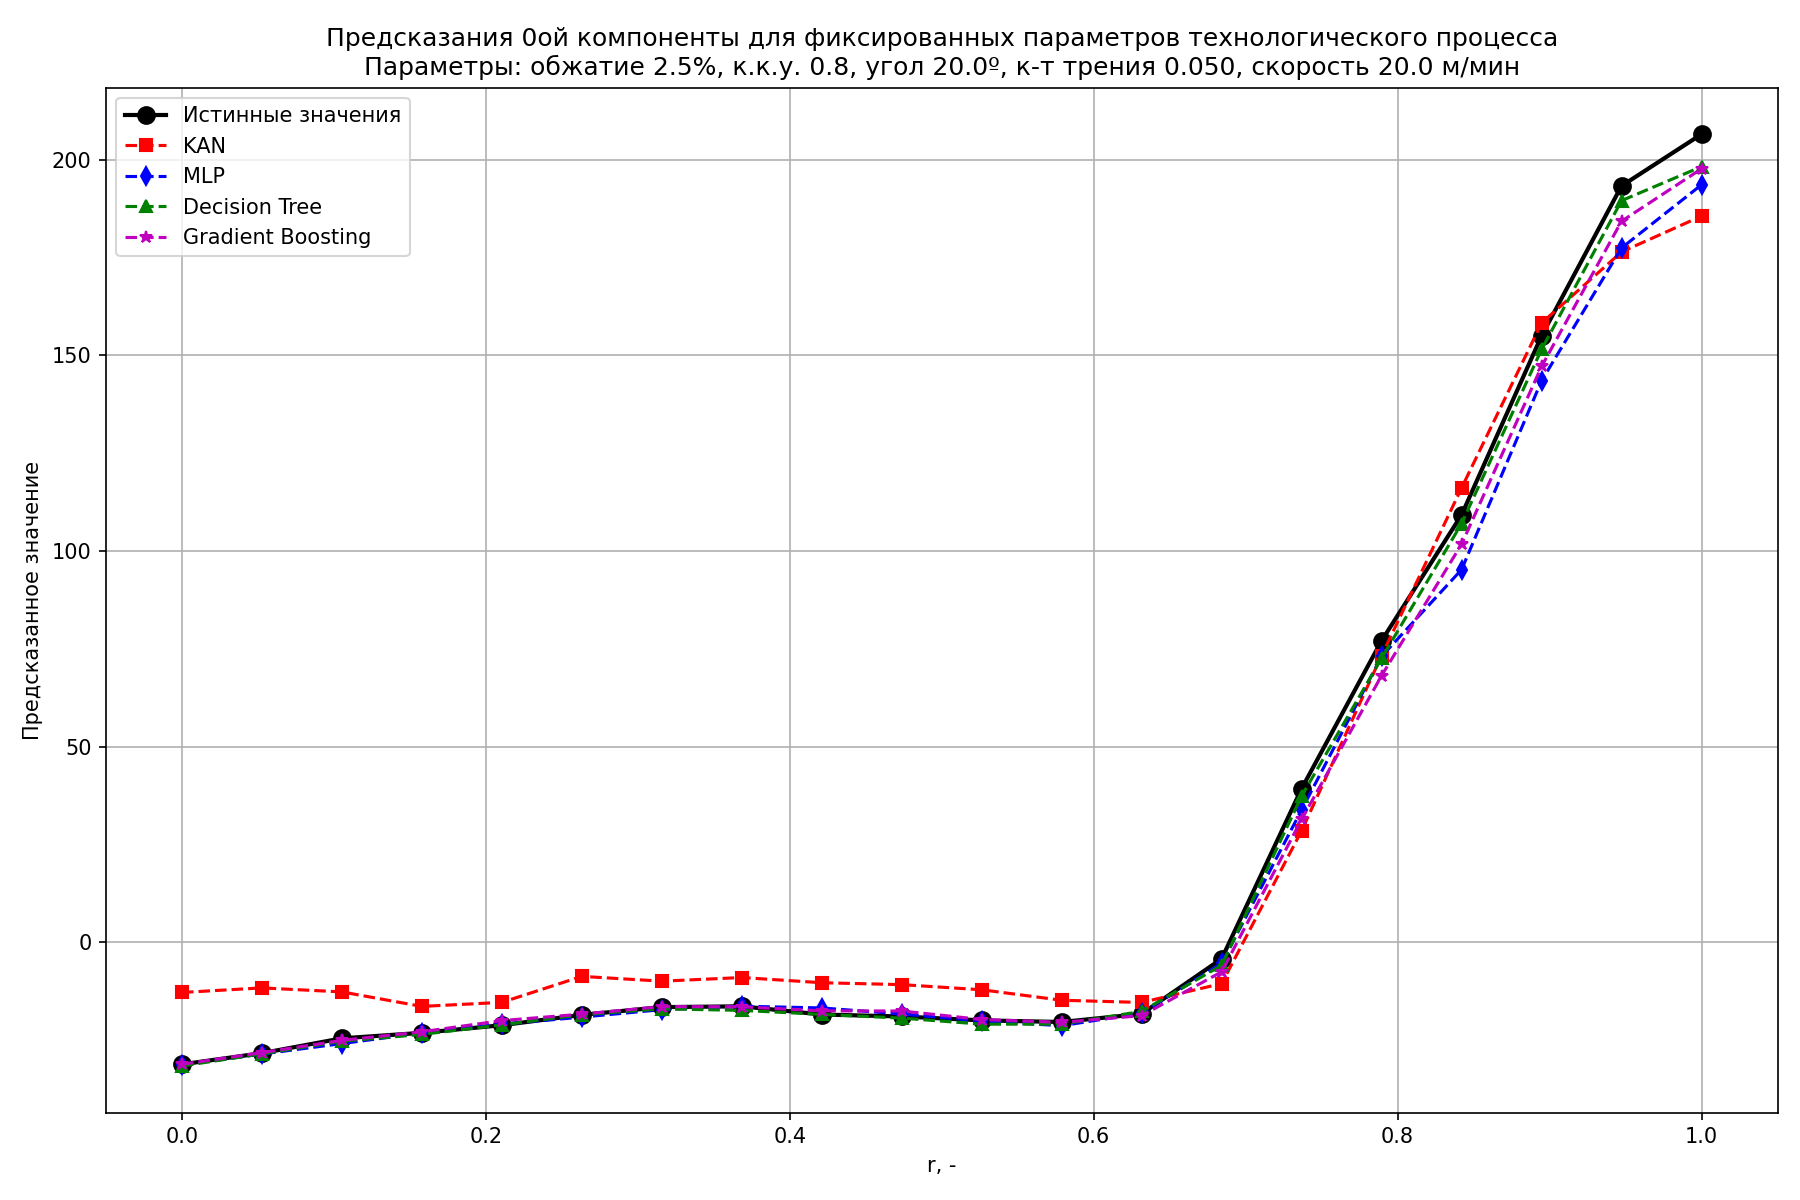 Предсказания 0ой компоненты для фиксированных параметров технологического процесса
Параметры: обжатие 2.5%, к.к.у. 0.8, угол 20.0º, к-т трения 0.050, скорость 20.0 м/мин
Истинные значения
KAN
MLP
Decision Tree
Gradient Boosting
Предсказанное значение
200
150
100
50
0
0.0 0.2 0.4 0.6 0.8 1.0
r, -